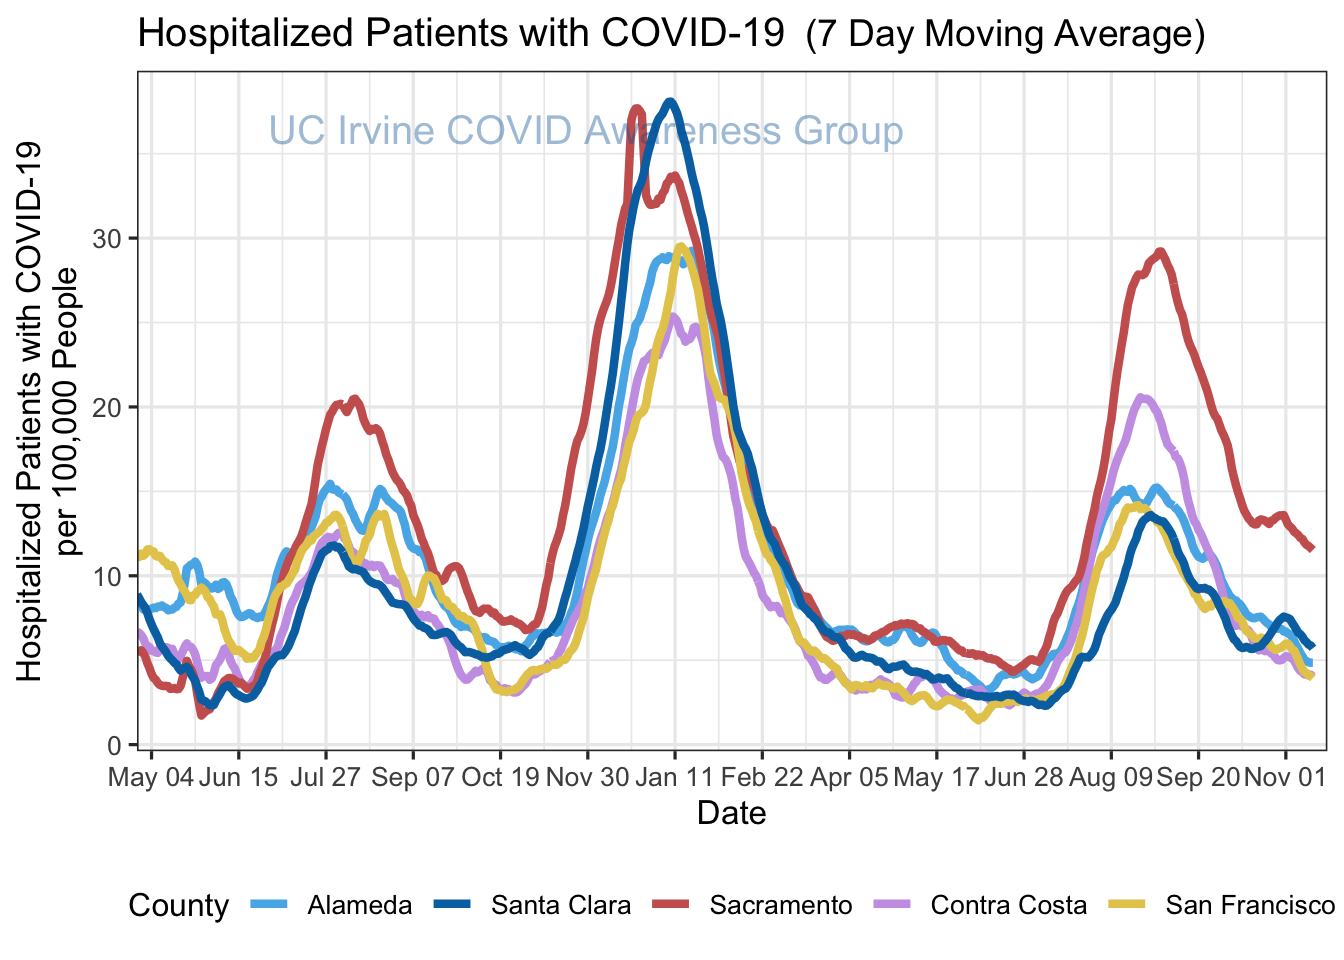 Hospitalized Patients with COVID-19 (7 Day Moving Average)
UC Irvine COVID Awareness Group
Hospitalized Patients with COVID-19
per 100,000 People
30
20
10
0
May 04 Jun 15 Jul 27 Sep 07 Oct 19 Nov 30 Jan 11 Feb 22 Apr 05 May 17 Jun 28 Aug 09 Sep 20 Nov 01
Date
County Alameda Santa Clara Sacramento Contra Costa San Francisco